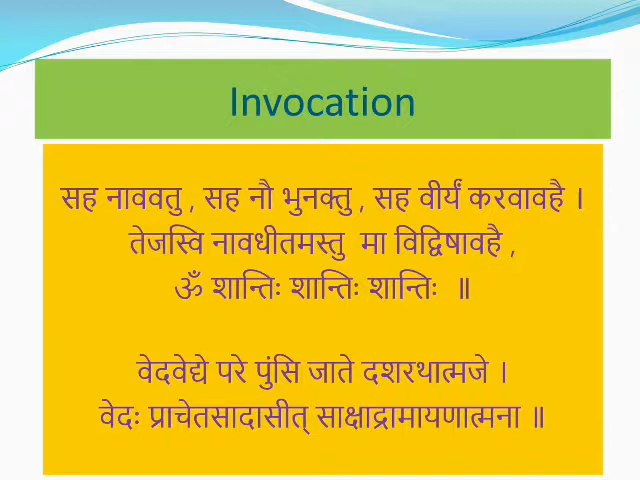 Invocation
सह नाववतु , सह नौ भुनक्तु , सह वीर्यं करवावहै ।
तेजस्वि नावधीतमस्तु मा विद्विषावहै ,
ॐ शान्तिः शान्तिः शान्तिः ॥
वेदवेद्ये परे पुंसि जाते दशरथात्मजे ।
वेदः प्राचेतसादासीत् साक्षाद्रामायणात्मना ॥